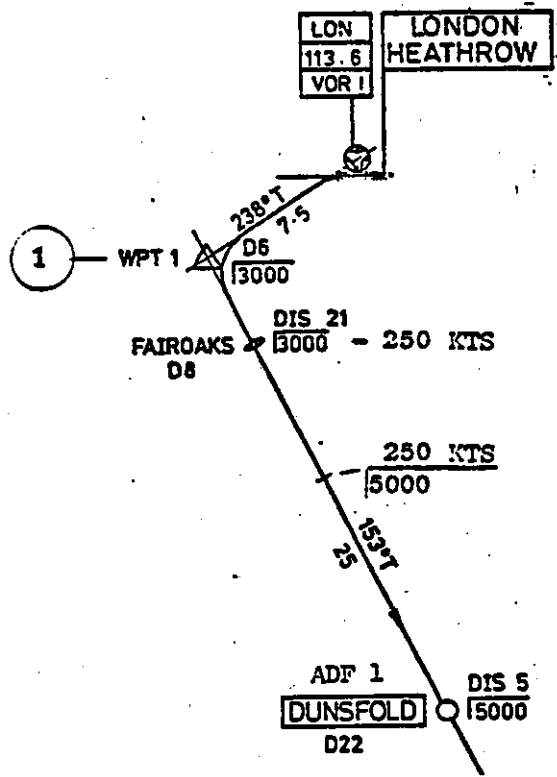 LON
113.6
VOR 1
LONDON
HEATHROW
238°T
7.5
1
WPT 1
D6
3000
FAIROAKS
D8
DIS 21
3000 - 250 KTS
250 KTS
5000
153°T
25
ADF 1
DUNSFOLD
D22
DIS 5
5000